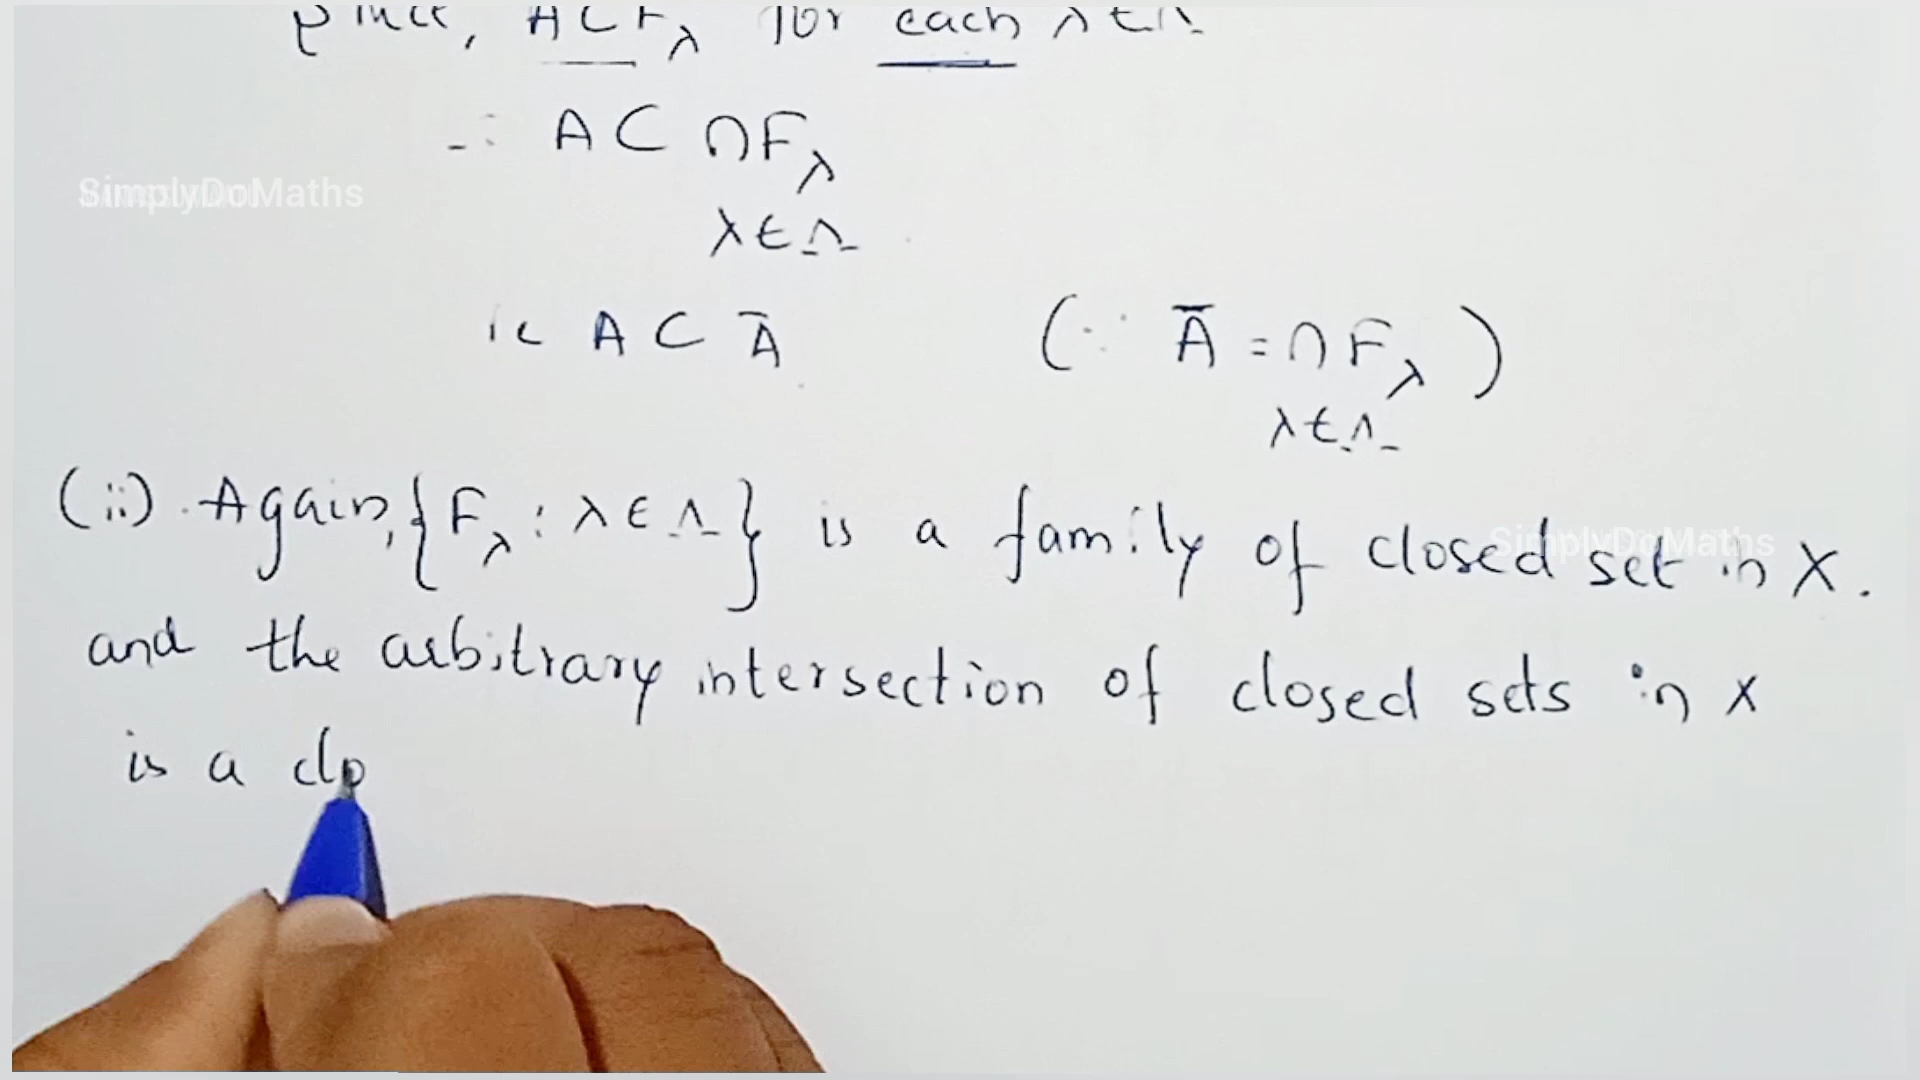 Since, A ⊂ F_λ for each λ ∈ Λ
∴ A ⊂ ∩ F_λ
λ ∈ Λ
SimplyDoMaths
ie A ⊂ Ā (∵ Ā = ∩ F_λ)
λ ∈ Λ
(ii) Again, {F_λ : λ ∈ Λ} is a family of closed set in X.
SimplyDoMaths
and the arbitrary intersection of closed sets in X
is a clo